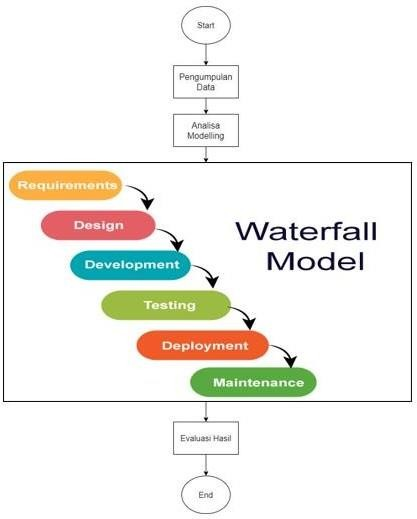 Start
Pengumpulan
Data
Analisa
Modelling
Requirements
Design
Waterfall
Model
Development
Testing
Deployment
Maintenance
Evaluasi Hasil
End